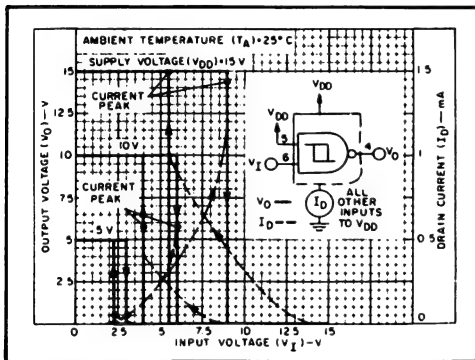 AMBIENT TEMPERATURE (TA)=25°C
SUPPLY VOLTAGE (VDD)=15 V
15
CURRENT
PEAK
12.5
10 V
10
CURRENT
PEAK
7.5
5 V
5
2.5
0
OUTPUT VOLTAGE (VO)–V
VDD
VDD
5
VI
6
4
VO
ID
ALL
OTHER
INPUTS
TO VDD
VO —
ID – –
1 5
1
0 5
0
DRAIN CURRENT (ID)–mA
0 2.5 5 7.5 10 12.5 15
INPUT VOLTAGE (VI)–V